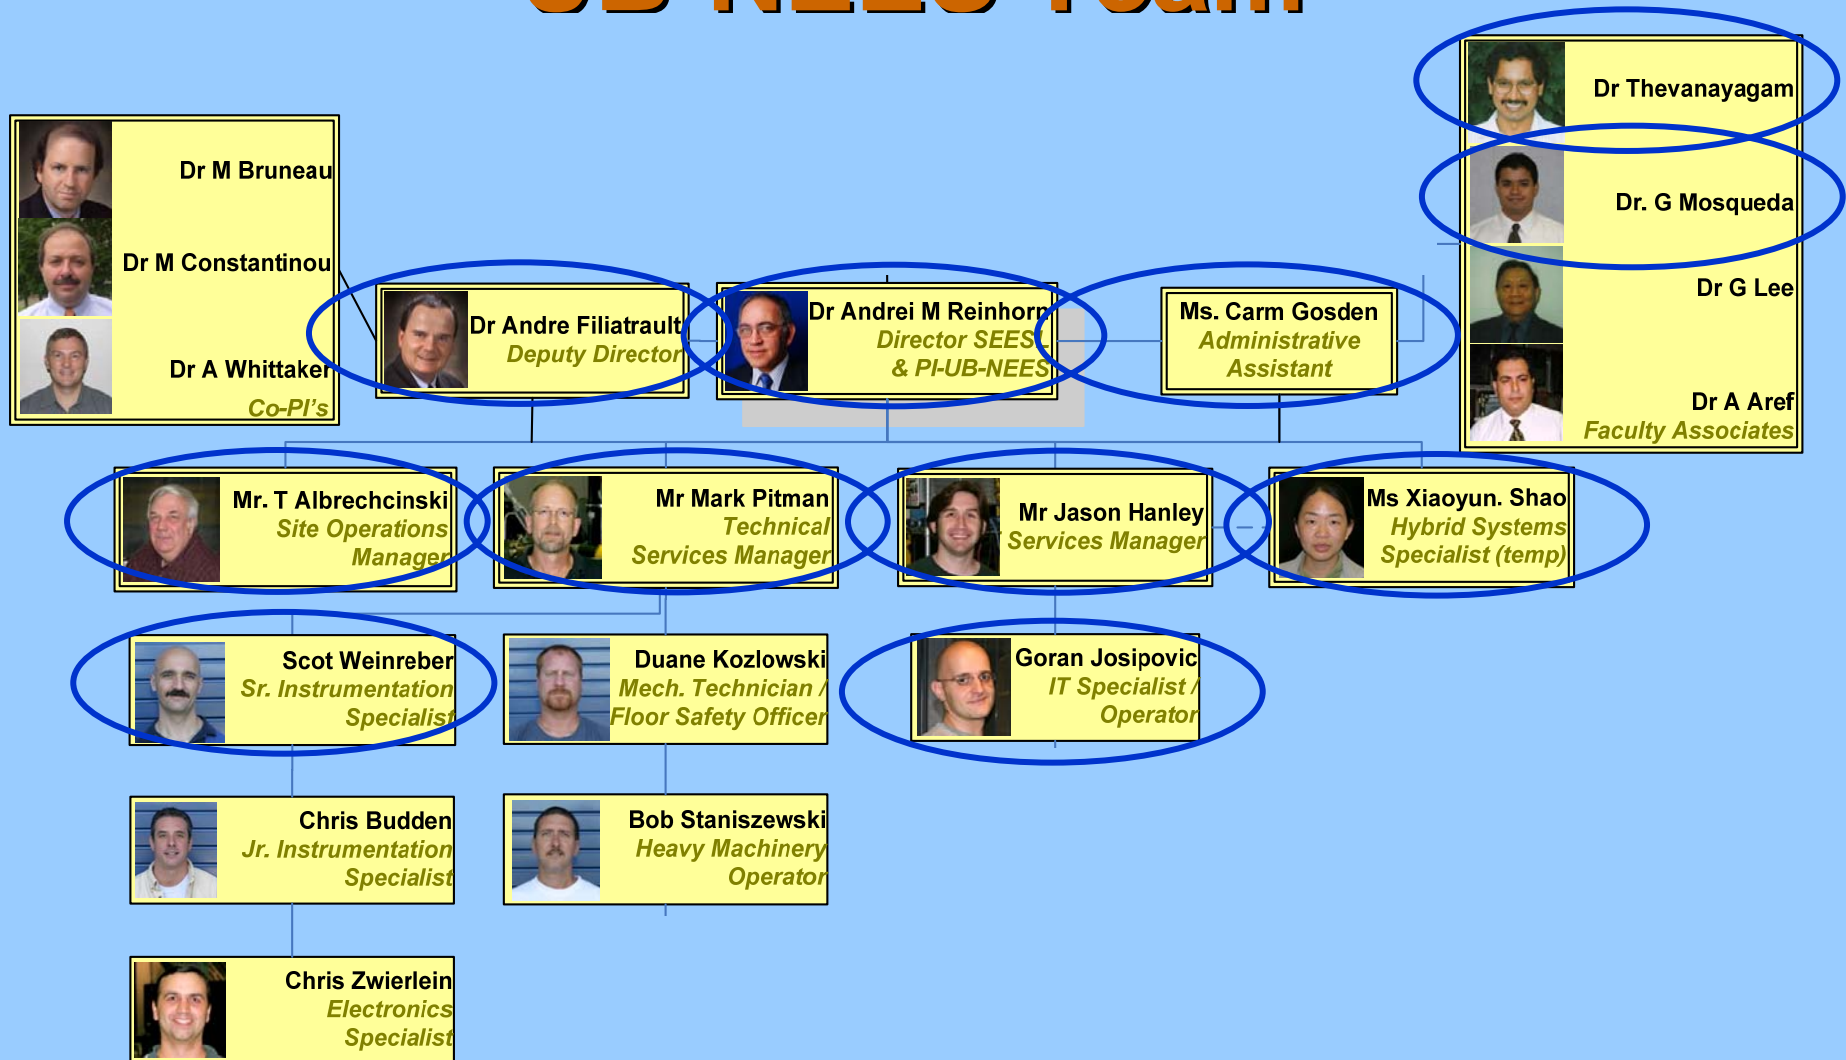 UB-NEES Team
Dr Thevanayagam
Dr. G Mosqueda
Dr G Lee
Dr A Aref
Faculty Associates
Dr M Bruneau
Dr M Constantinou
Dr A Whittaker
Co-PI's
Dr Andre Filiatrault
Deputy Director
Dr Andrei M Reinhorn
Director SEESL
& PI-UB-NEES
Ms. Carm Gosden
Administrative
Assistant
Mr. T Albrechcinski
Site Operations
Manager
Mr Mark Pitman
Technical
Services Manager
Mr Jason Hanley
Services Manager
Ms Xiaoyun. Shao
Hybrid Systems
Specialist (temp)
Scot Weinreber
Sr. Instrumentation
Specialist
Duane Kozlowski
Mech. Technician /
Floor Safety Officer
Goran Josipovic
IT Specialist /
Operator
Chris Budden
Jr. Instrumentation
Specialist
Bob Staniszewski
Heavy Machinery
Operator
Chris Zwierlein
Electronics
Specialist